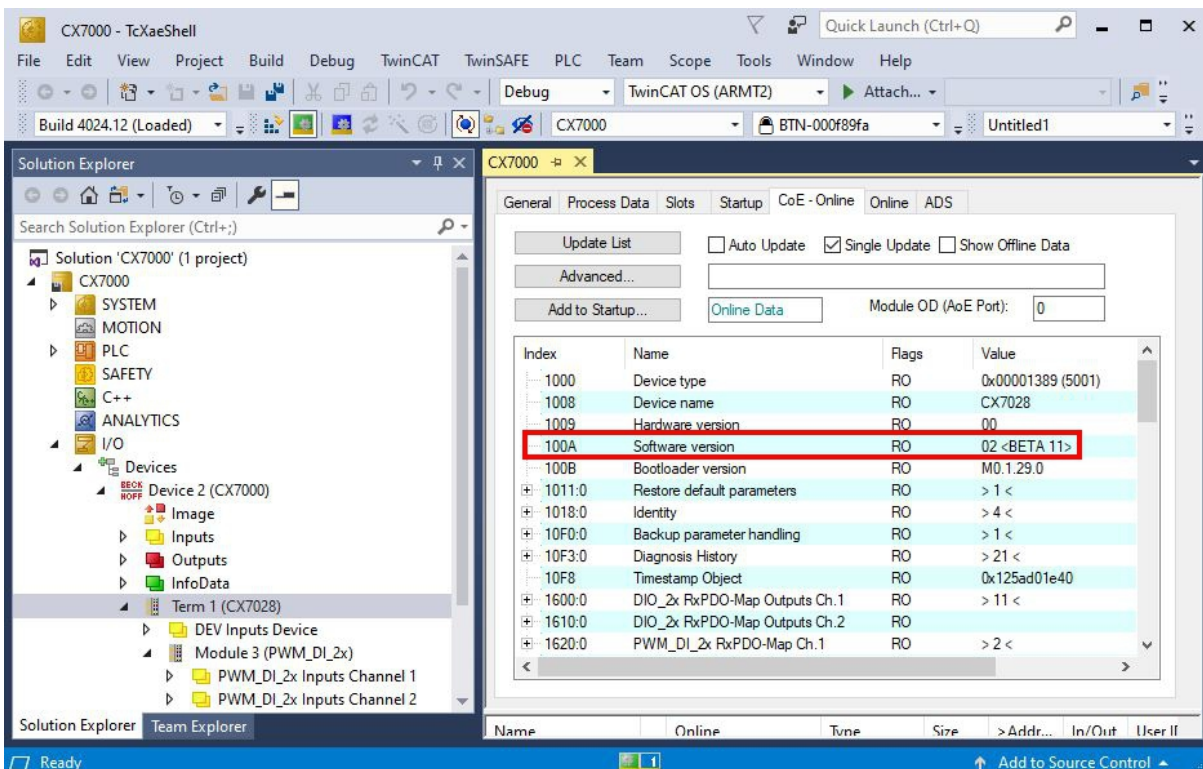 CX7000 - TcXaeShell
Quick Launch (Ctrl+Q)
File Edit View Project Build Debug TwinCAT TwinSAFE PLC Team Scope Tools Window Help
Debug TwinCAT OS (ARMT2) Attach...
Build 4024.12 (Loaded) CX7000 BTN-000f89fa Untitled1
Solution Explorer
Search Solution Explorer (Ctrl+;)
Solution 'CX7000' (1 project)
CX7000
SYSTEM
MOTION
PLC
SAFETY
C++
ANALYTICS
I/O
Devices
BECKHOFF Device 2 (CX7000)
Image
Inputs
Outputs
InfoData
Term 1 (CX7028)
DEV Inputs Device
Module 3 (PWM_DI_2x)
PWM_DI_2x Inputs Channel 1
PWM_DI_2x Inputs Channel 2
Solution Explorer Team Explorer
CX7000
General Process Data Slots Startup CoE - Online Online ADS
Update List Auto Update Single Update Show Offline Data
Advanced...
Add to Startup... Online Data Module OD (AoE Port): 0
Index Name Flags Value
1000 Device type RO 0x00001389 (5001)
1008 Device name RO CX7028
1009 Hardware version RO 00
100A Software version RO 02 <BETA 11>
100B Bootloader version RO M0.1.29.0
1011:0 Restore default parameters RO > 1 <
1018:0 Identity RO > 4 <
10F0:0 Backup parameter handling RO > 1 <
10F3:0 Diagnosis History RO > 21 <
10F8 Timestamp Object RO 0x125ad01e40
1600:0 DIO_2x RxPDO-Map Outputs Ch.1 RO > 11 <
1610:0 DIO_2x RxPDO-Map Outputs Ch.2 RO
1620:0 PWM_DI_2x RxPDO-Map Ch.1 RO > 2 <
Name Online Type Size >Addr... In/Out User
Ready 1 Add to Source Control